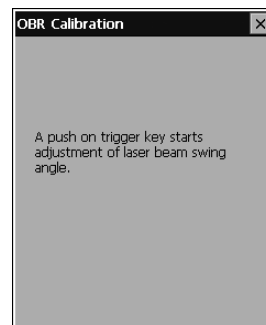 OBR Calibration
A push on trigger key starts
adjustment of laser beam swing
angle.